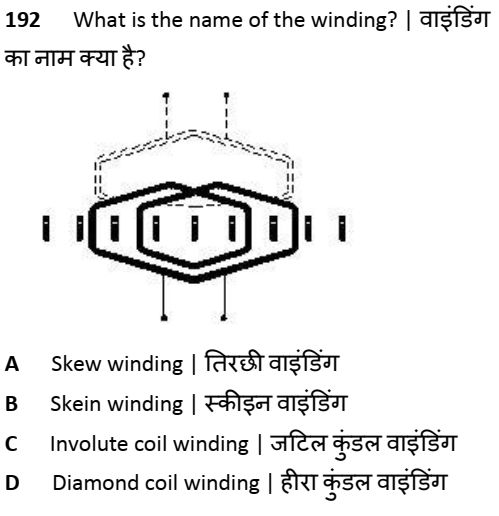 192 What is the name of the winding? | वाइंडिंग
का नाम क्या है?
A Skew winding | तिरछी वाइंडिंग
B Skein winding | स्कीइन वाइंडिंग
C Involute coil winding | जटिल कुंडल वाइंडिंग
D Diamond coil winding | हीरा कुंडल वाइंडिंग